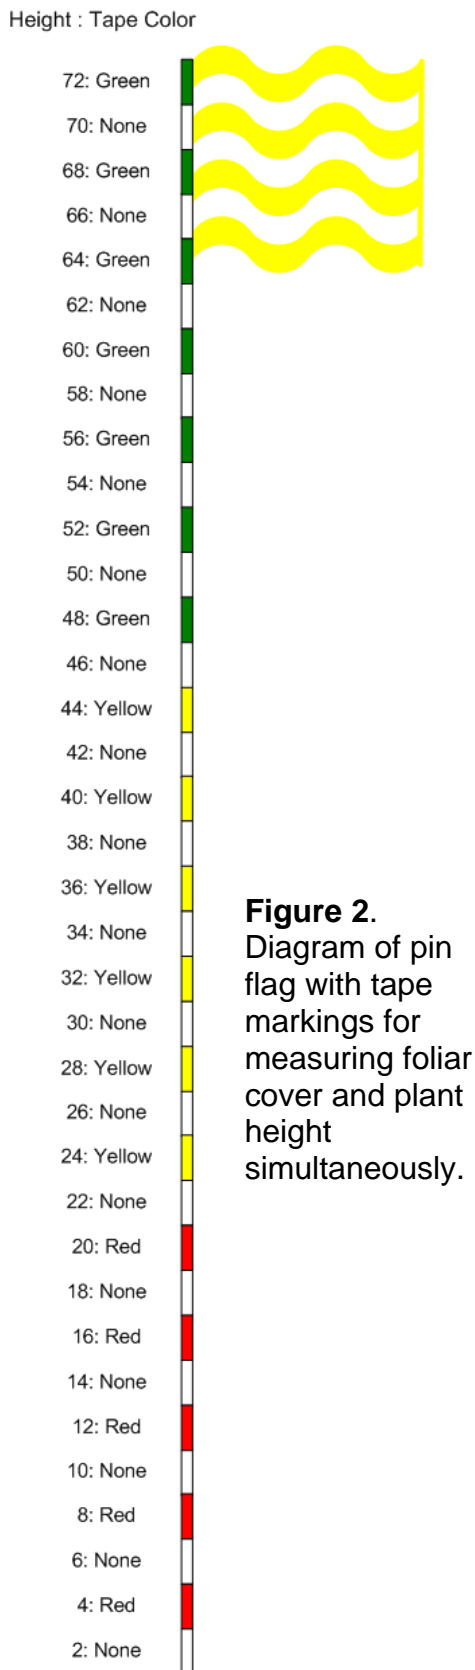 Height : Tape Color
72: Green
70: None
68: Green
66: None
64: Green
62: None
60: Green
58: None
56: Green
54: None
52: Green
50: None
48: Green
46: None
44: Yellow
42: None
40: Yellow
38: None
36: Yellow
34: None
32: Yellow
30: None
28: Yellow
26: None
24: Yellow
22: None
20: Red
18: None
16: Red
14: None
12: Red
10: None
8: Red
6: None
4: Red
2: None
Figure 2.
Diagram of pin
flag with tape
markings for
measuring foliar
cover and plant
height
simultaneously.